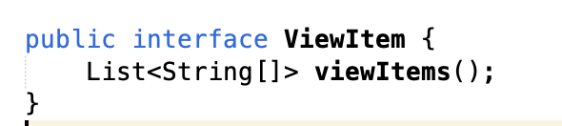 public interface ViewItem {
    List<String[]> viewItems();
}